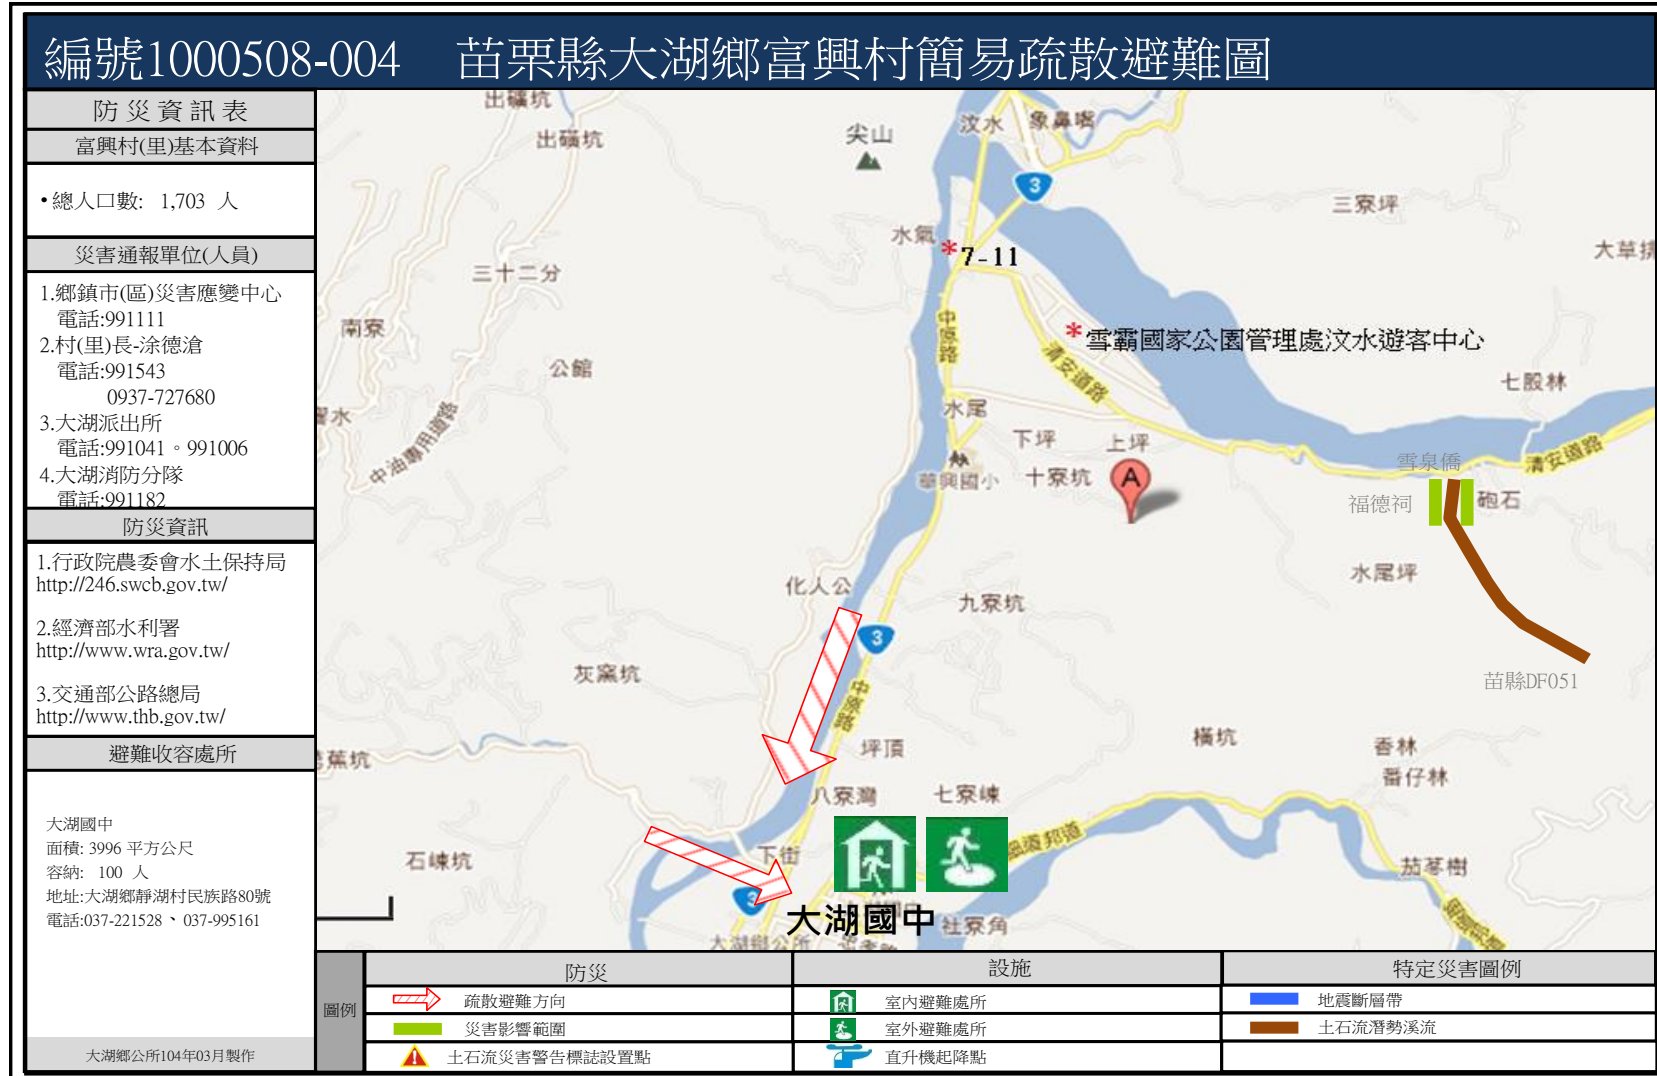 編號1000508-004 苗栗縣大湖鄉富興村簡易疏散避難圖
防災資訊表
富興村(里)基本資料
•總人口數: 1,703 人
災害通報單位(人員)
1.鄉鎮市(區)災害應變中心
電話:991111
2.村(里)長-涂德滄
電話:991543
0937-727680
3.大湖派出所
電話:991041。991006
4.大湖消防分隊
電話:991182
防災資訊
1.行政院農委會水土保持局
http://246.swcb.gov.tw/
2.經濟部水利署
http://www.wra.gov.tw/
3.交通部公路總局
http://www.thb.gov.tw/
避難收容處所
大湖國中
面積: 3996 平方公尺
容納: 100 人
地址:大湖鄉靜湖村民族路80號
電話:037-221528、037-995161
大湖鄉公所104年03月製作
出礦坑
出磺坑
尖山
汶水
象鼻嘴
3
三寮坪
水氣
*7-11
大草排
三十二分
南寮
中原路
*雪霸國家公園管理處汶水遊客中心
清安道路
公館
七股林
水尾
下坪
上坪
中油專用道路
雪泉僑
清安道路
華興國小
十寮坑
A
福德祠
砲石
化人公
水尾坪
九寮坑
3
灰窯坑
中原路
苗縣DF051
坪頂
橫坑
香林
番仔林
蕉坑
八寮灣
七寮崠
石崠坑
下街
道邦道
茄苳樹
3
大湖國中
社寮角
大湖鄉公所
圖例
防災
設施
特定災害圖例
疏散避難方向
室內避難處所
地震斷層帶
災害影響範圍
室外避難處所
土石流潛勢溪流
土石流災害警告標誌設置點
直升機起降點